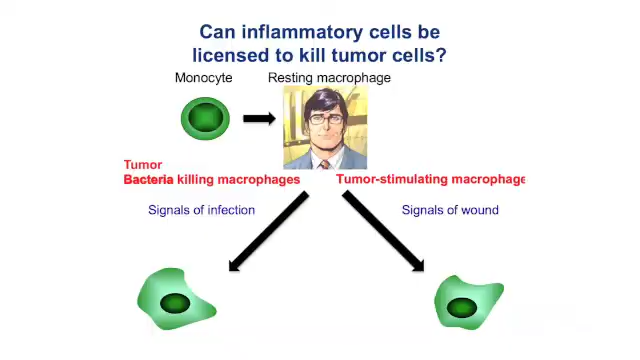 Can inflammatory cells be
licensed to kill tumor cells?
Monocyte
Resting macrophage
Tumor
Bacteria killing macrophages
Tumor-stimulating macrophage
Signals of infection
Signals of wound